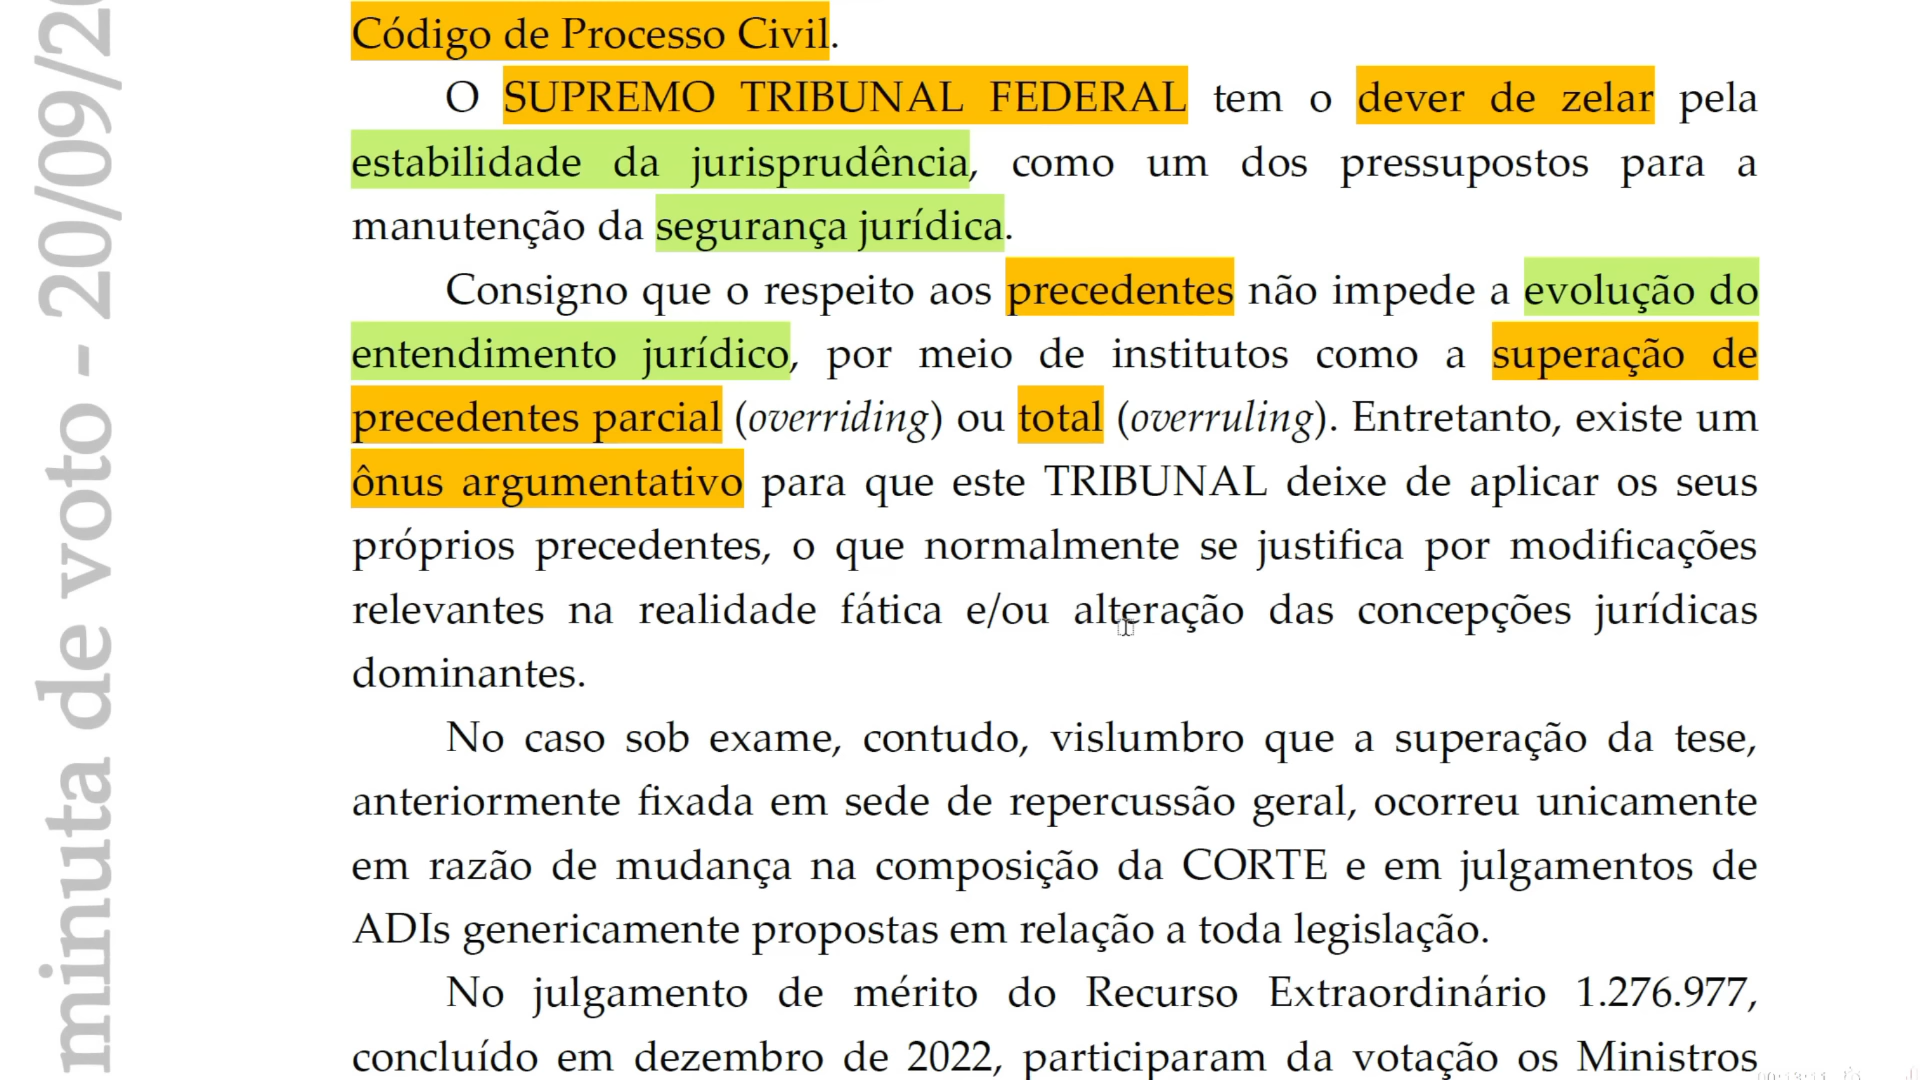 Código de Processo Civil.
O SUPREMO TRIBUNAL FEDERAL tem o dever de zelar pela
estabilidade da jurisprudência, como um dos pressupostos para a
manutenção da segurança jurídica.
Consigno que o respeito aos precedentes não impede a evolução do
entendimento jurídico, por meio de institutos como a superação de
precedentes parcial (overriding) ou total (overruling). Entretanto, existe um
ônus argumentativo para que este TRIBUNAL deixe de aplicar os seus
próprios precedentes, o que normalmente se justifica por modificações
relevantes na realidade fática e/ou alteração das concepções jurídicas
dominantes.
No caso sob exame, contudo, vislumbro que a superação da tese,
anteriormente fixada em sede de repercussão geral, ocorreu unicamente
em razão de mudança na composição da CORTE e em julgamentos de
ADIs genericamente propostas em relação a toda legislação.
No julgamento de mérito do Recurso Extraordinário 1.276.977,
concluído em dezembro de 2022, participaram da votação os Ministros
minuta de voto - 20/09/20